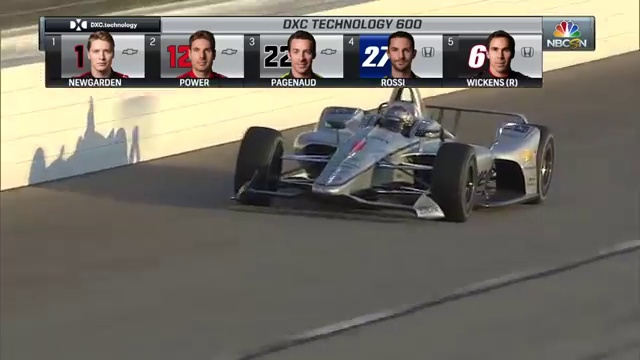 DXC.technology
DXC TECHNOLOGY 600
1 1 NEWGARDEN
2 12 POWER
3 22 PAGENAUD
4 27 ROSSI
5 6 WICKENS (R)
NBCSN